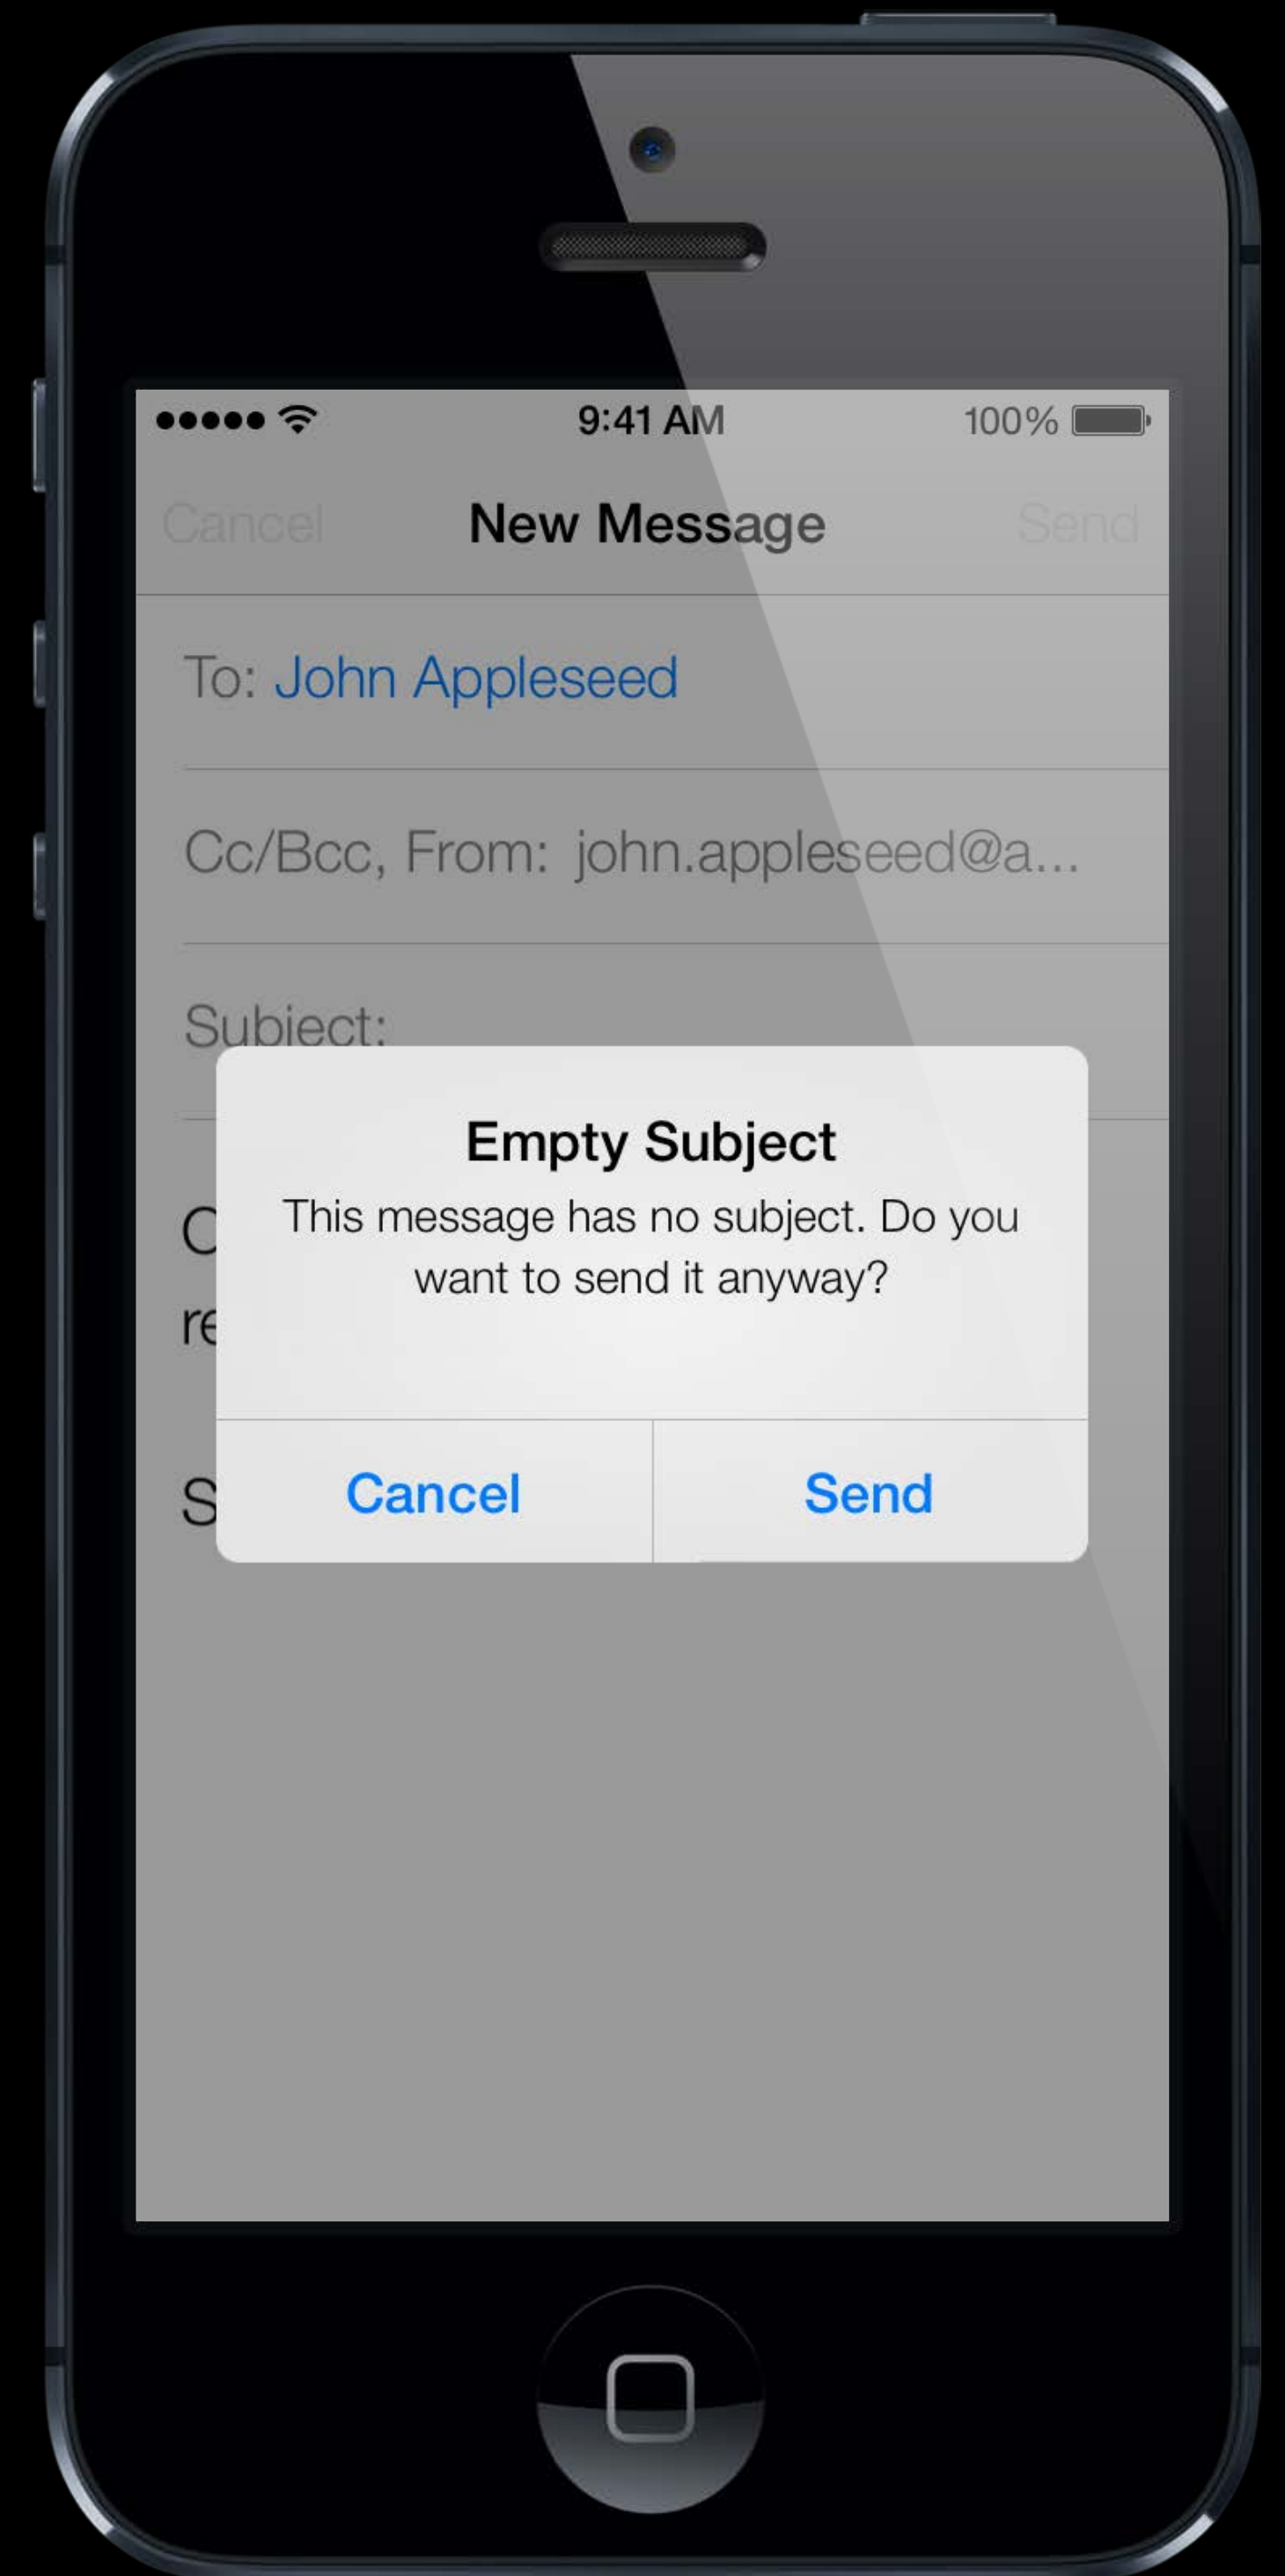 9:41 AM 100%
Cancel New Message Send
To: John Appleseed
Cc/Bcc, From: john.appleseed@a...
Subject:
Empty Subject
This message has no subject. Do you
want to send it anyway?
Cancel Send